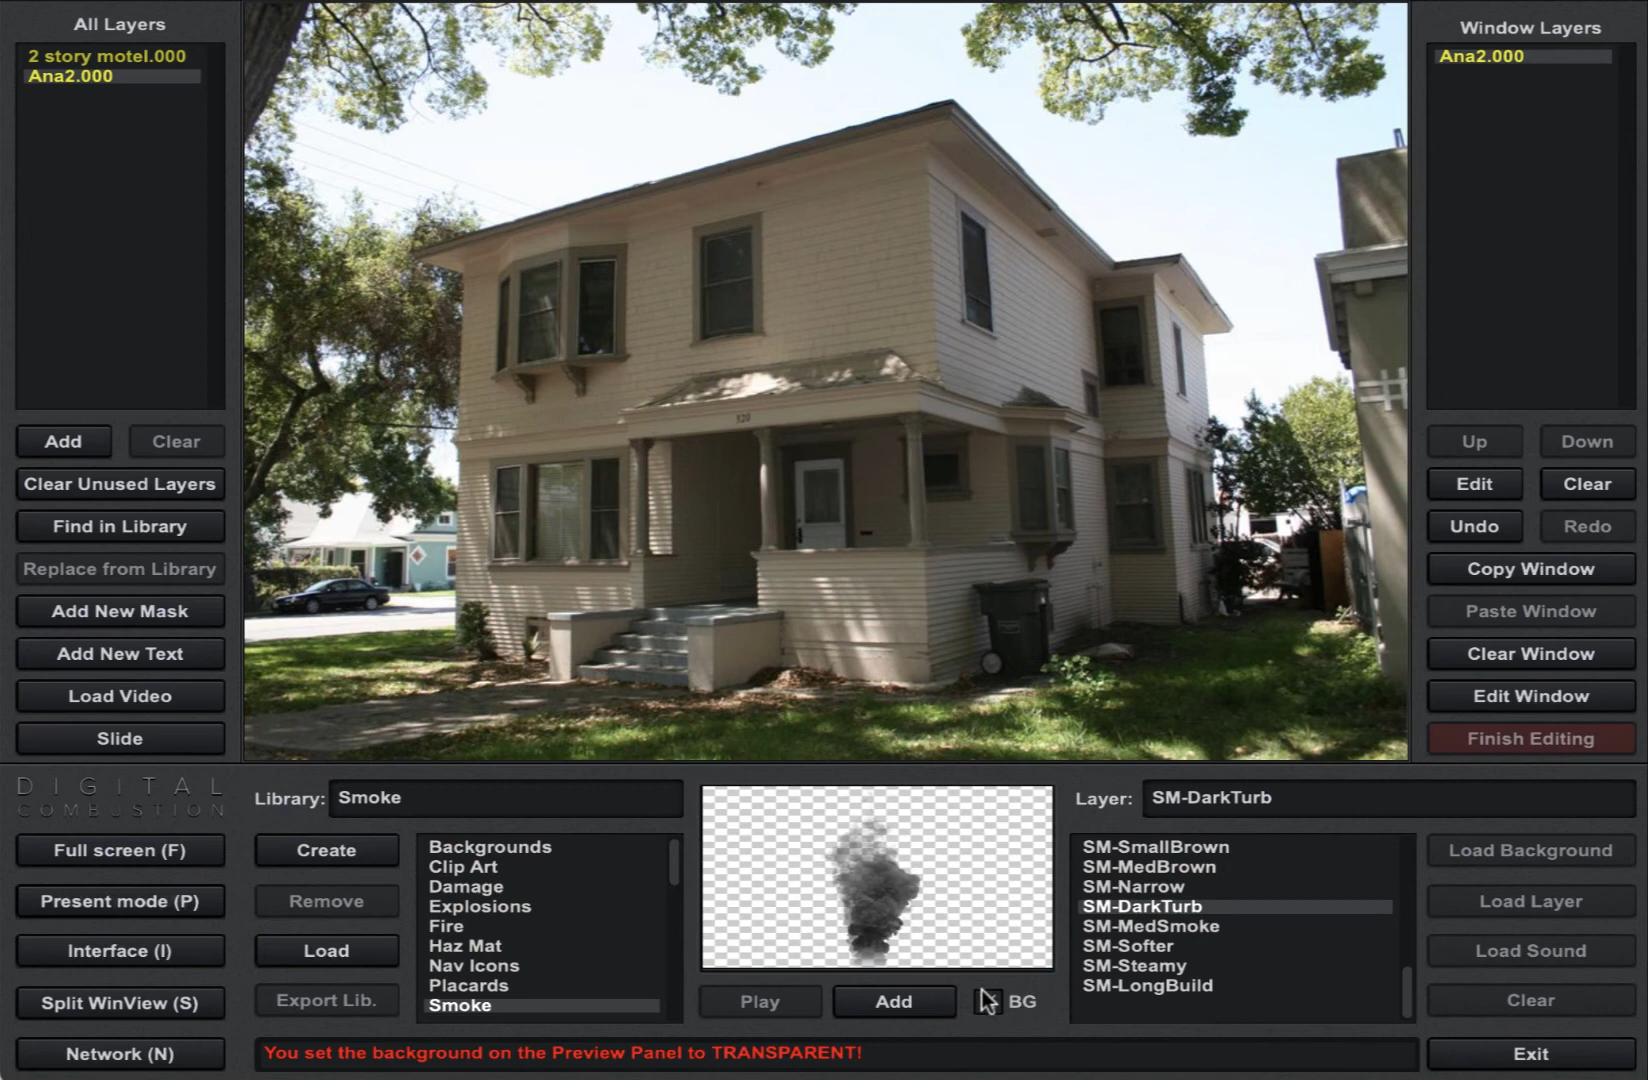 All Layers
2 story motel.000
Ana2.000
Add
Clear
Clear Unused Layers
Find in Library
Replace from Library
Add New Mask
Add New Text
Load Video
Slide
520
Window Layers
Ana2.000
Up
Down
Edit
Clear
Undo
Redo
Copy Window
Paste Window
Clear Window
Edit Window
Finish Editing
DIGITAL
COMBUSTION
Full screen (F)
Present mode (P)
Interface (I)
Split WinView (S)
Network (N)
Library: Smoke
Create
Remove
Load
Export Lib.
Backgrounds
Clip Art
Damage
Explosions
Fire
Haz Mat
Nav Icons
Placards
Smoke
Play
Add
BG
Layer: SM-DarkTurb
SM-SmallBrown
SM-MedBrown
SM-Narrow
SM-DarkTurb
SM-MedSmoke
SM-Softer
SM-Steamy
SM-LongBuild
Load Background
Load Layer
Load Sound
Clear
You set the background on the Preview Panel to TRANSPARENT!
Exit